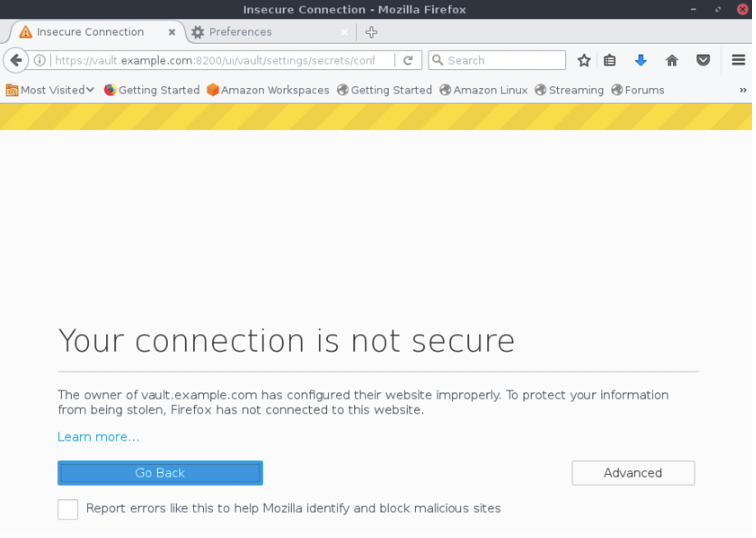 Insecure Connection - Mozilla Firefox
Insecure Connection
Preferences
https://vault.example.com:8200/ui/vault/settings/secrets/conf
Search
Most Visited
Getting Started
Amazon Workspaces
Getting Started
Amazon Linux
Streaming
Forums
Your connection is not secure
The owner of vault.example.com has configured their website improperly. To protect your information
from being stolen, Firefox has not connected to this website.
Learn more...
Go Back
Advanced
Report errors like this to help Mozilla identify and block malicious sites